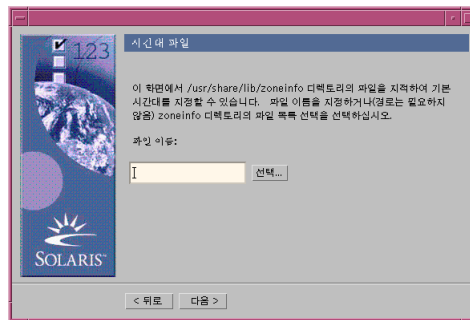 123
시간대 파일
이 화면에서 /usr/share/lib/zoneinfo 디렉토리의 파일을 지적하여 기본
시간대를 지정할 수 있습니다. 파일 이름을 지정하거나(경로는 필요하지
않음) zoneinfo 디렉토리의 파일 목록 선택을 선택하십시오.
파일 이름:
선택...
SOLARIS™
< 뒤로
다음 >